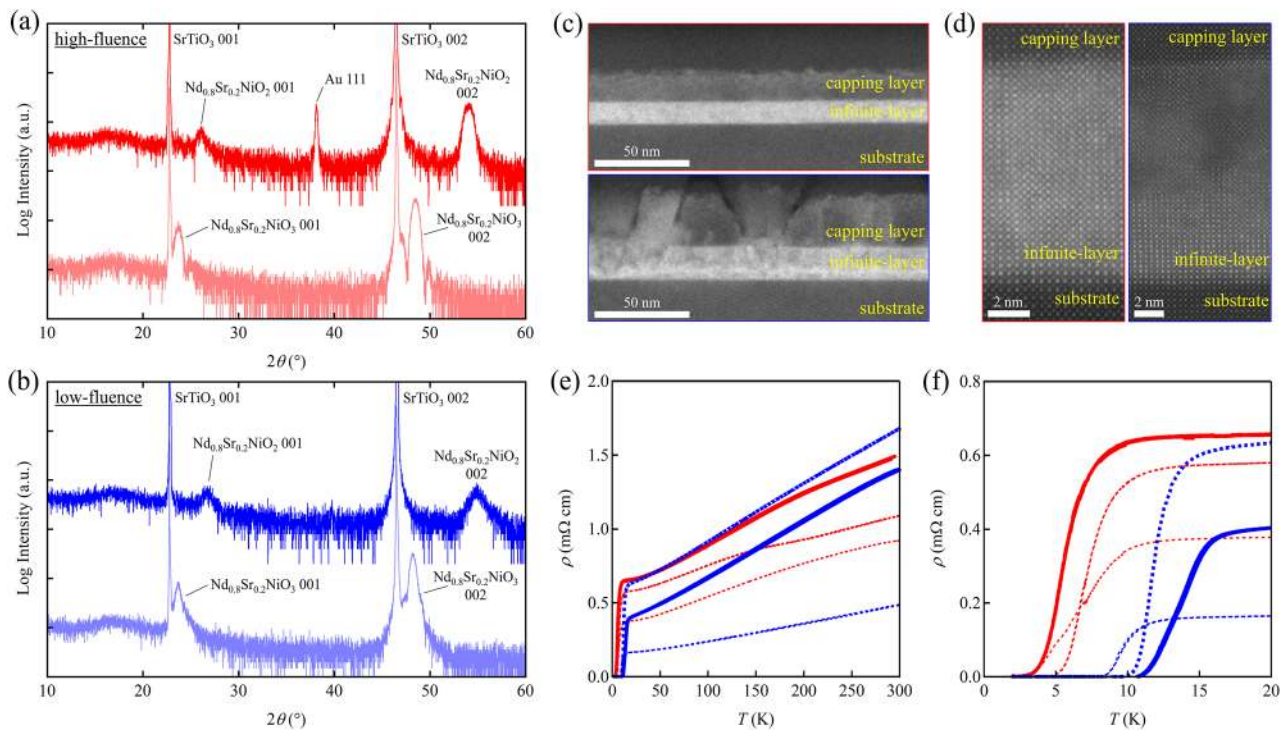 (a)
high-fluence
SrTiO₃ 001
SrTiO₃ 002
Nd₀.₈Sr₀.₂NiO₂ 001
Au 111
Nd₀.₈Sr₀.₂NiO₂
002
Nd₀.₈Sr₀.₂NiO₃ 001
Nd₀.₈Sr₀.₂NiO₃
002
Log Intensity (a.u.)
10 20 30 40 50 60
2θ (°)
(b)
low-fluence
SrTiO₃ 001
SrTiO₃ 002
Nd₀.₈Sr₀.₂NiO₂ 001
Nd₀.₈Sr₀.₂NiO₂
002
Nd₀.₈Sr₀.₂NiO₃ 001
Nd₀.₈Sr₀.₂NiO₃
002
Log Intensity (a.u.)
10 20 30 40 50 60
2θ (°)
(c)
capping layer
infinite-layer
50 nm
substrate
capping layer
infinite-layer
50 nm
substrate
(d)
capping layer
infinite-layer
2 nm
substrate
capping layer
infinite-layer
2 nm
substrate
(e)
2.0
1.5
1.0
0.5
0
ρ (mΩ cm)
0 50 100 150 200 250 300
T (K)
(f)
0.8
0.6
0.4
0.2
0
ρ (mΩ cm)
0 5 10 15 20
T (K)